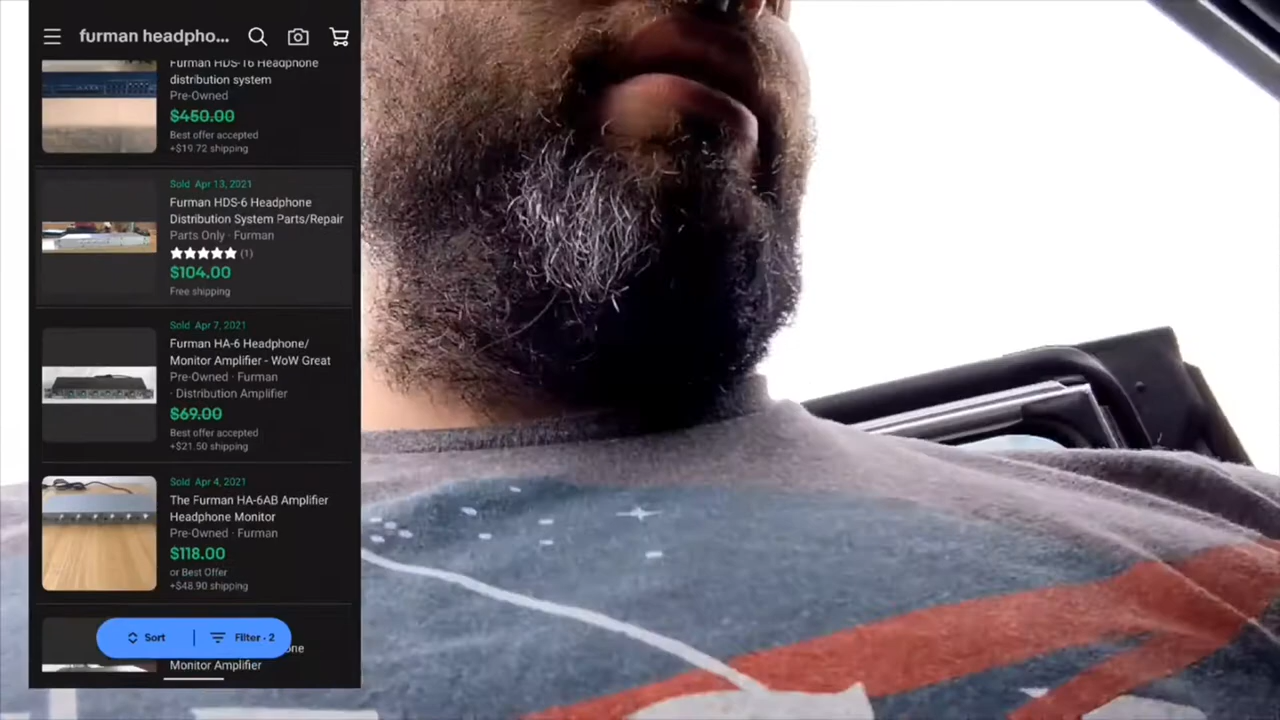 furman headpho...
Furman HDS-16 Headphone
distribution system
Pre-Owned
$450.00
Best offer accepted
+$19.72 shipping
Sold Apr 13, 2021
Furman HDS-6 Headphone
Distribution System Parts/Repair
Parts Only · Furman
(1)
$104.00
Free shipping
Sold Apr 7, 2021
Furman HA-6 Headphone/
Monitor Amplifier - WoW Great
Pre-Owned · Furman
· Distribution Amplifier
$69.00
Best offer accepted
+$21.50 shipping
Sold Apr 4, 2021
The Furman HA-6AB Amplifier
Headphone Monitor
Pre-Owned · Furman
$118.00
or Best Offer
+$48.90 shipping
Sort
Filter · 2
Monitor Amplifier